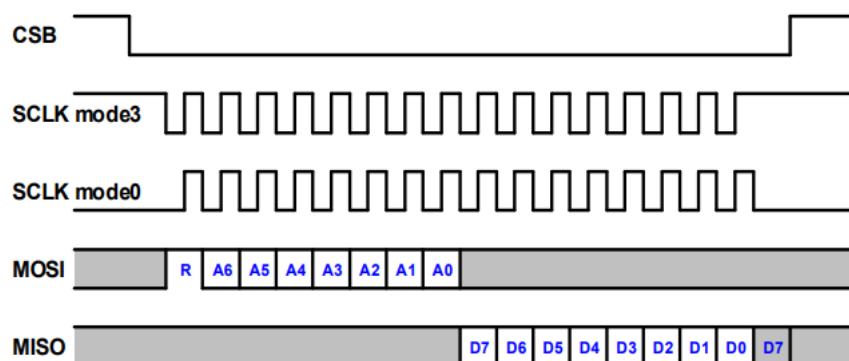 CSB
SCLK mode3
SCLK mode0
MOSI R A6 A5 A4 A3 A2 A1 A0
MISO D7 D6 D5 D4 D3 D2 D1 D0 D7